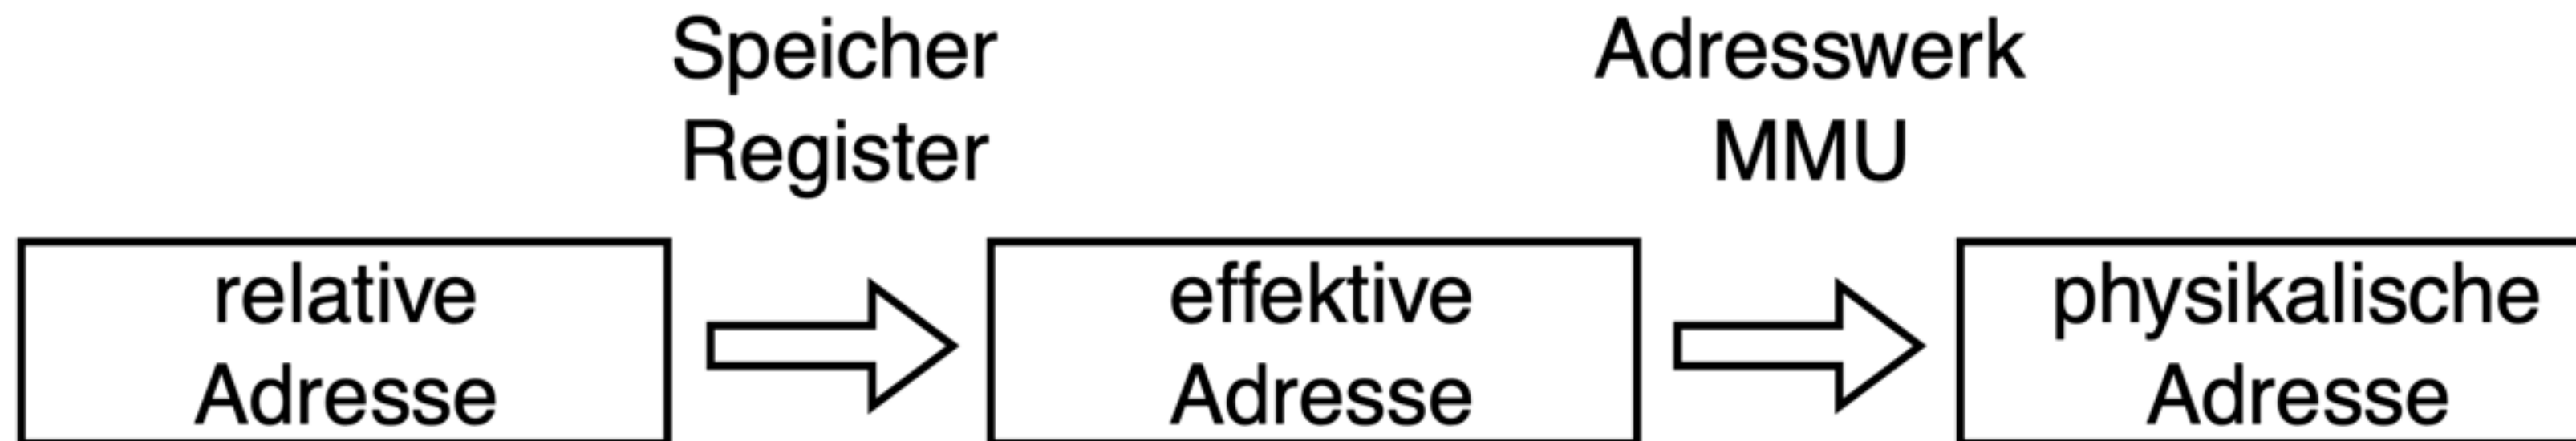 Speicher
Register
Adresswerk
MMU
relative
Adresse
effektive
Adresse
physikalische
Adresse